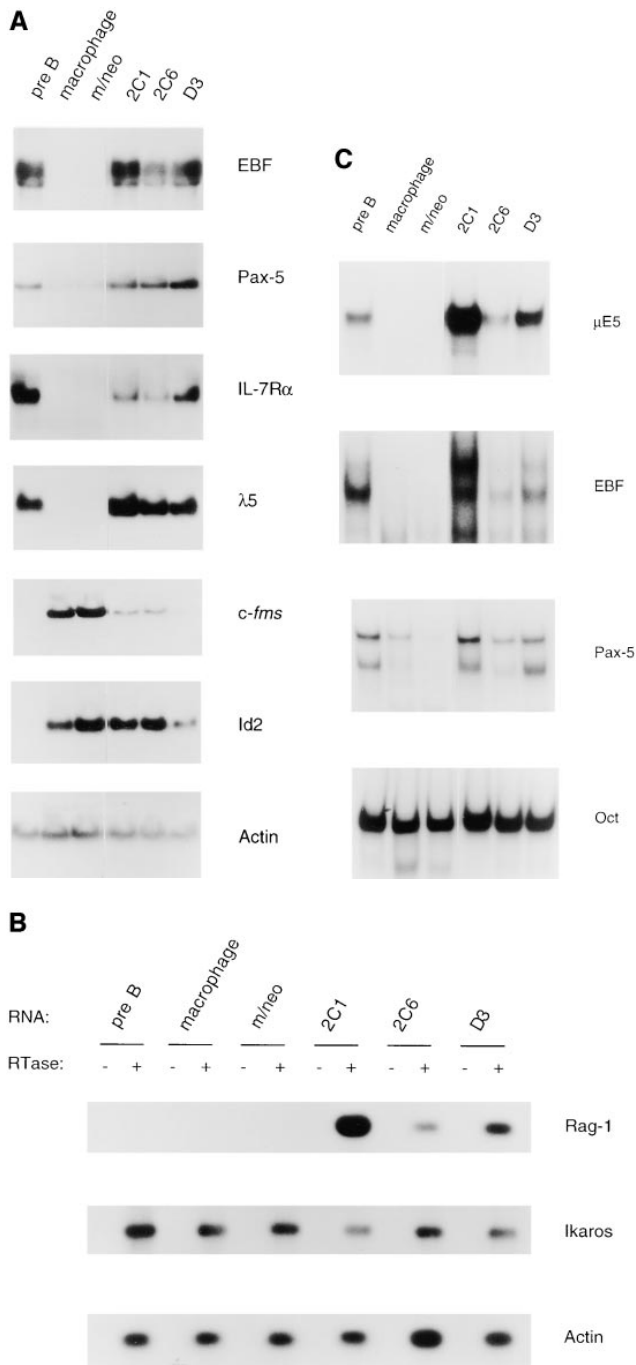 A
pre B macrophage m/neo 2C1 2C6 D3
EBF
Pax-5
IL-7Rα
λ5
c-fms
Id2
Actin
C
pre B macrophage m/neo 2C1 2C6 D3
μE5
EBF
Pax-5
Oct
B
RNA: pre B macrophage m/neo 2C1 2C6 D3
RTase: - + - + - + - + - + - +
Rag-1
Ikaros
Actin